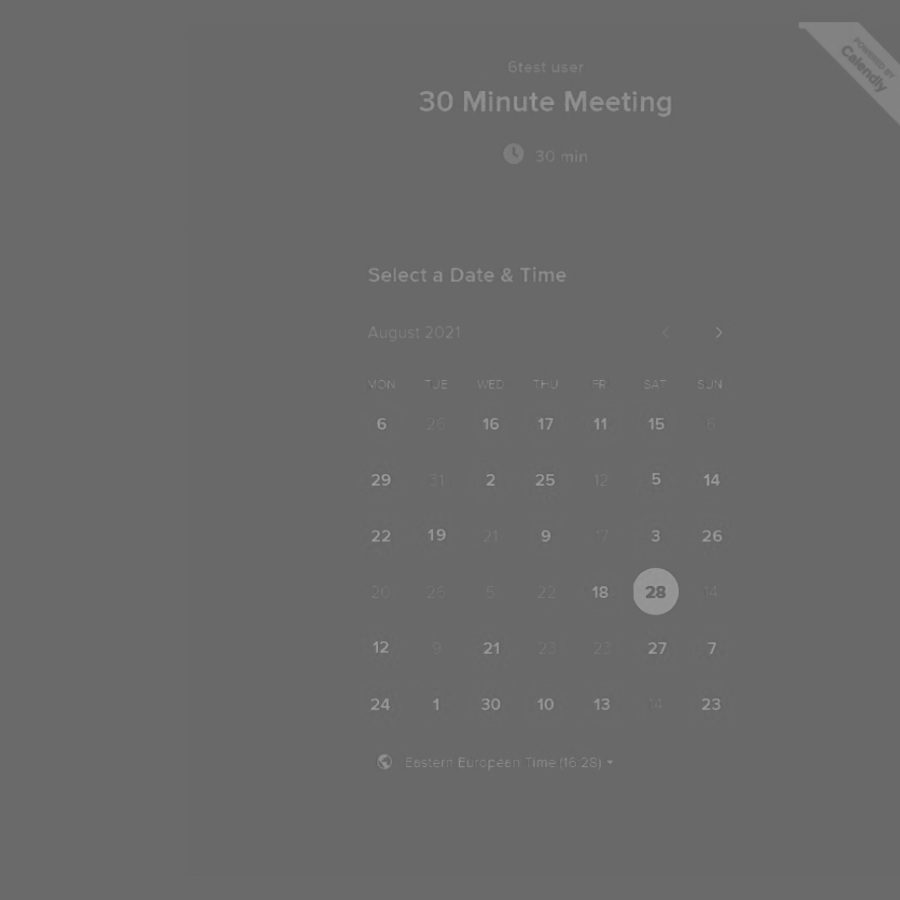 6test user
POWERED BY
Calendly
30 Minute Meeting
30 min
Select a Date & Time
August 2021
MON TUE WED THU FRI SAT SUN
6 26 16 17 11 15 6
29 31 2 25 12 5 14
22 19 21 9 17 3 26
20 26 5 22 18 28 14
12 9 21 23 23 27 7
24 1 30 10 13 14 23
Eastern European Time (16:28)